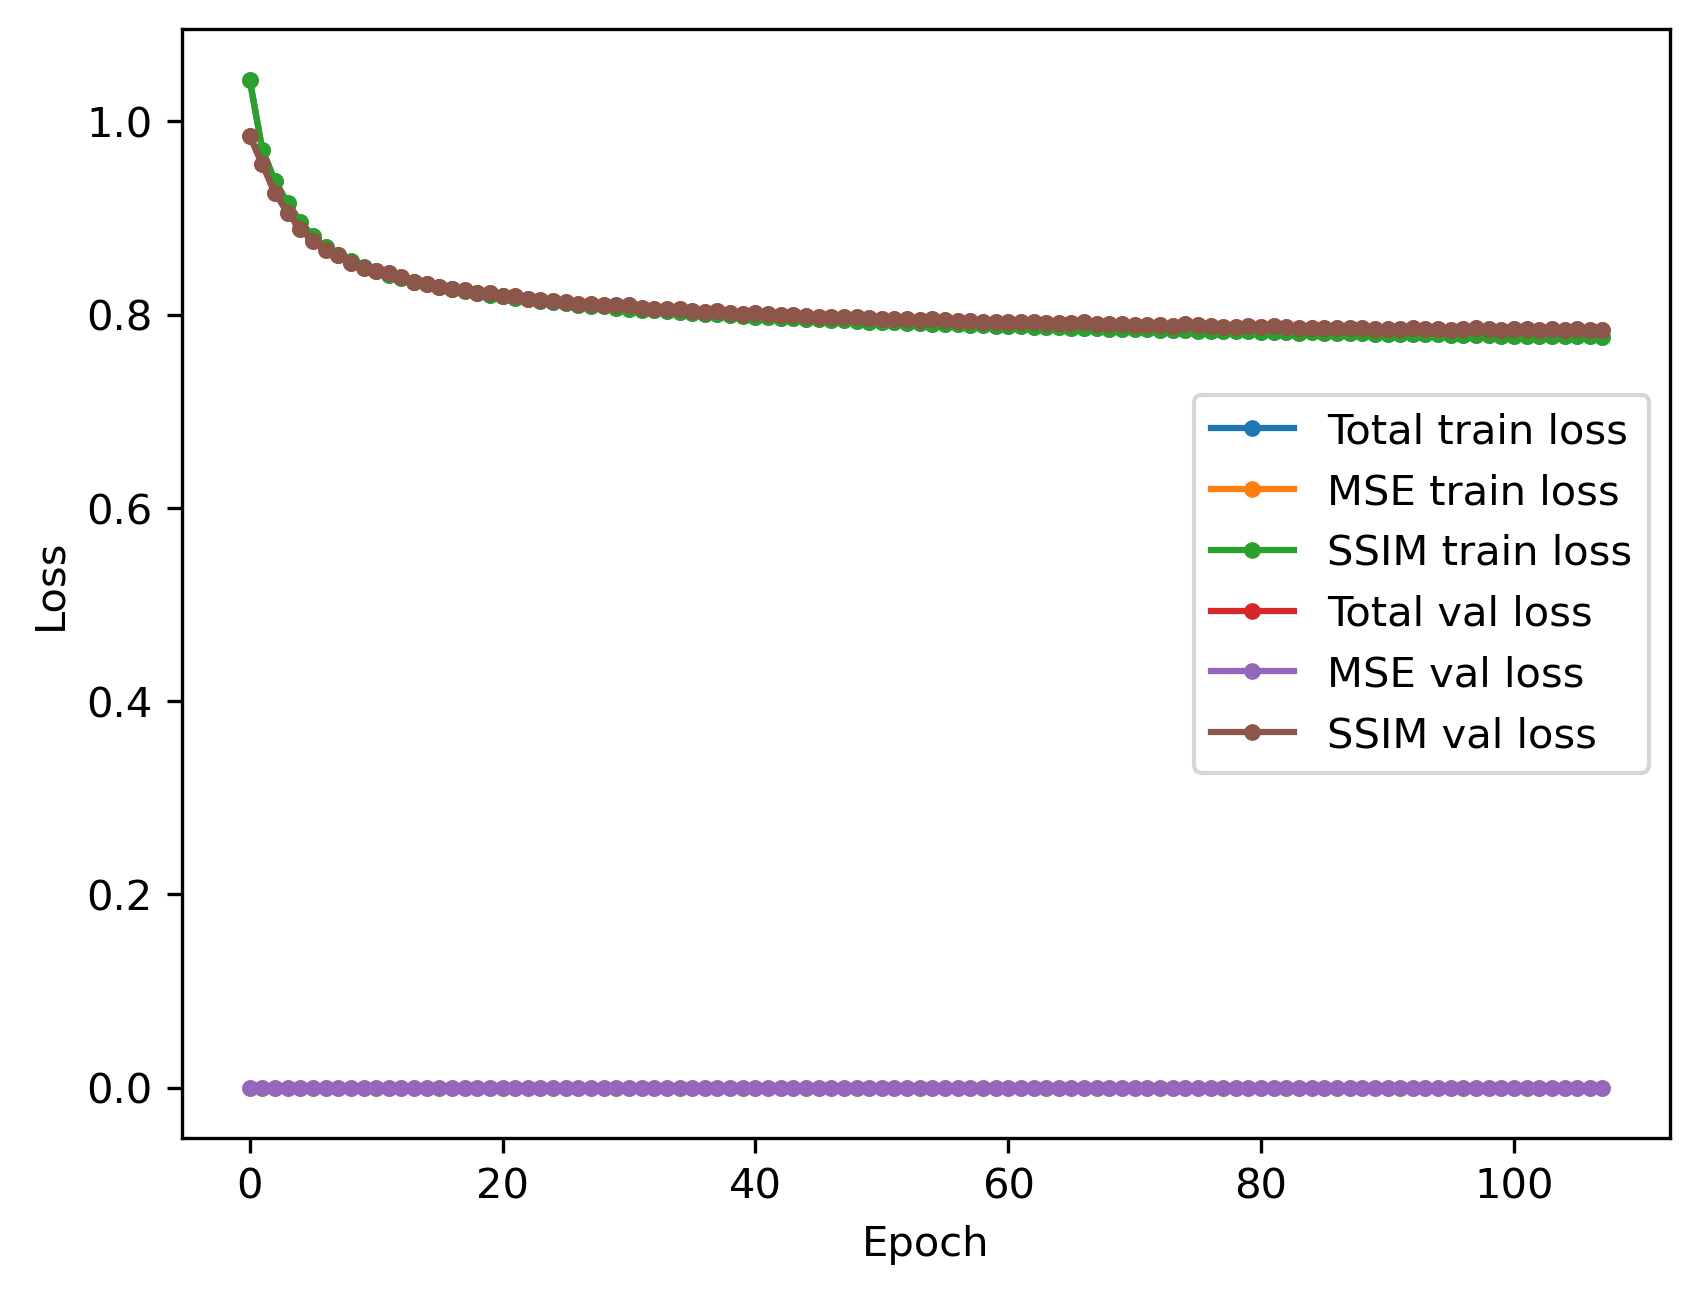 1.0
0.8
0.6
0.4
0.2
0.0
Loss
Total train loss
MSE train loss
SSIM train loss
Total val loss
MSE val loss
SSIM val loss
0 20 40 60 80 100
Epoch